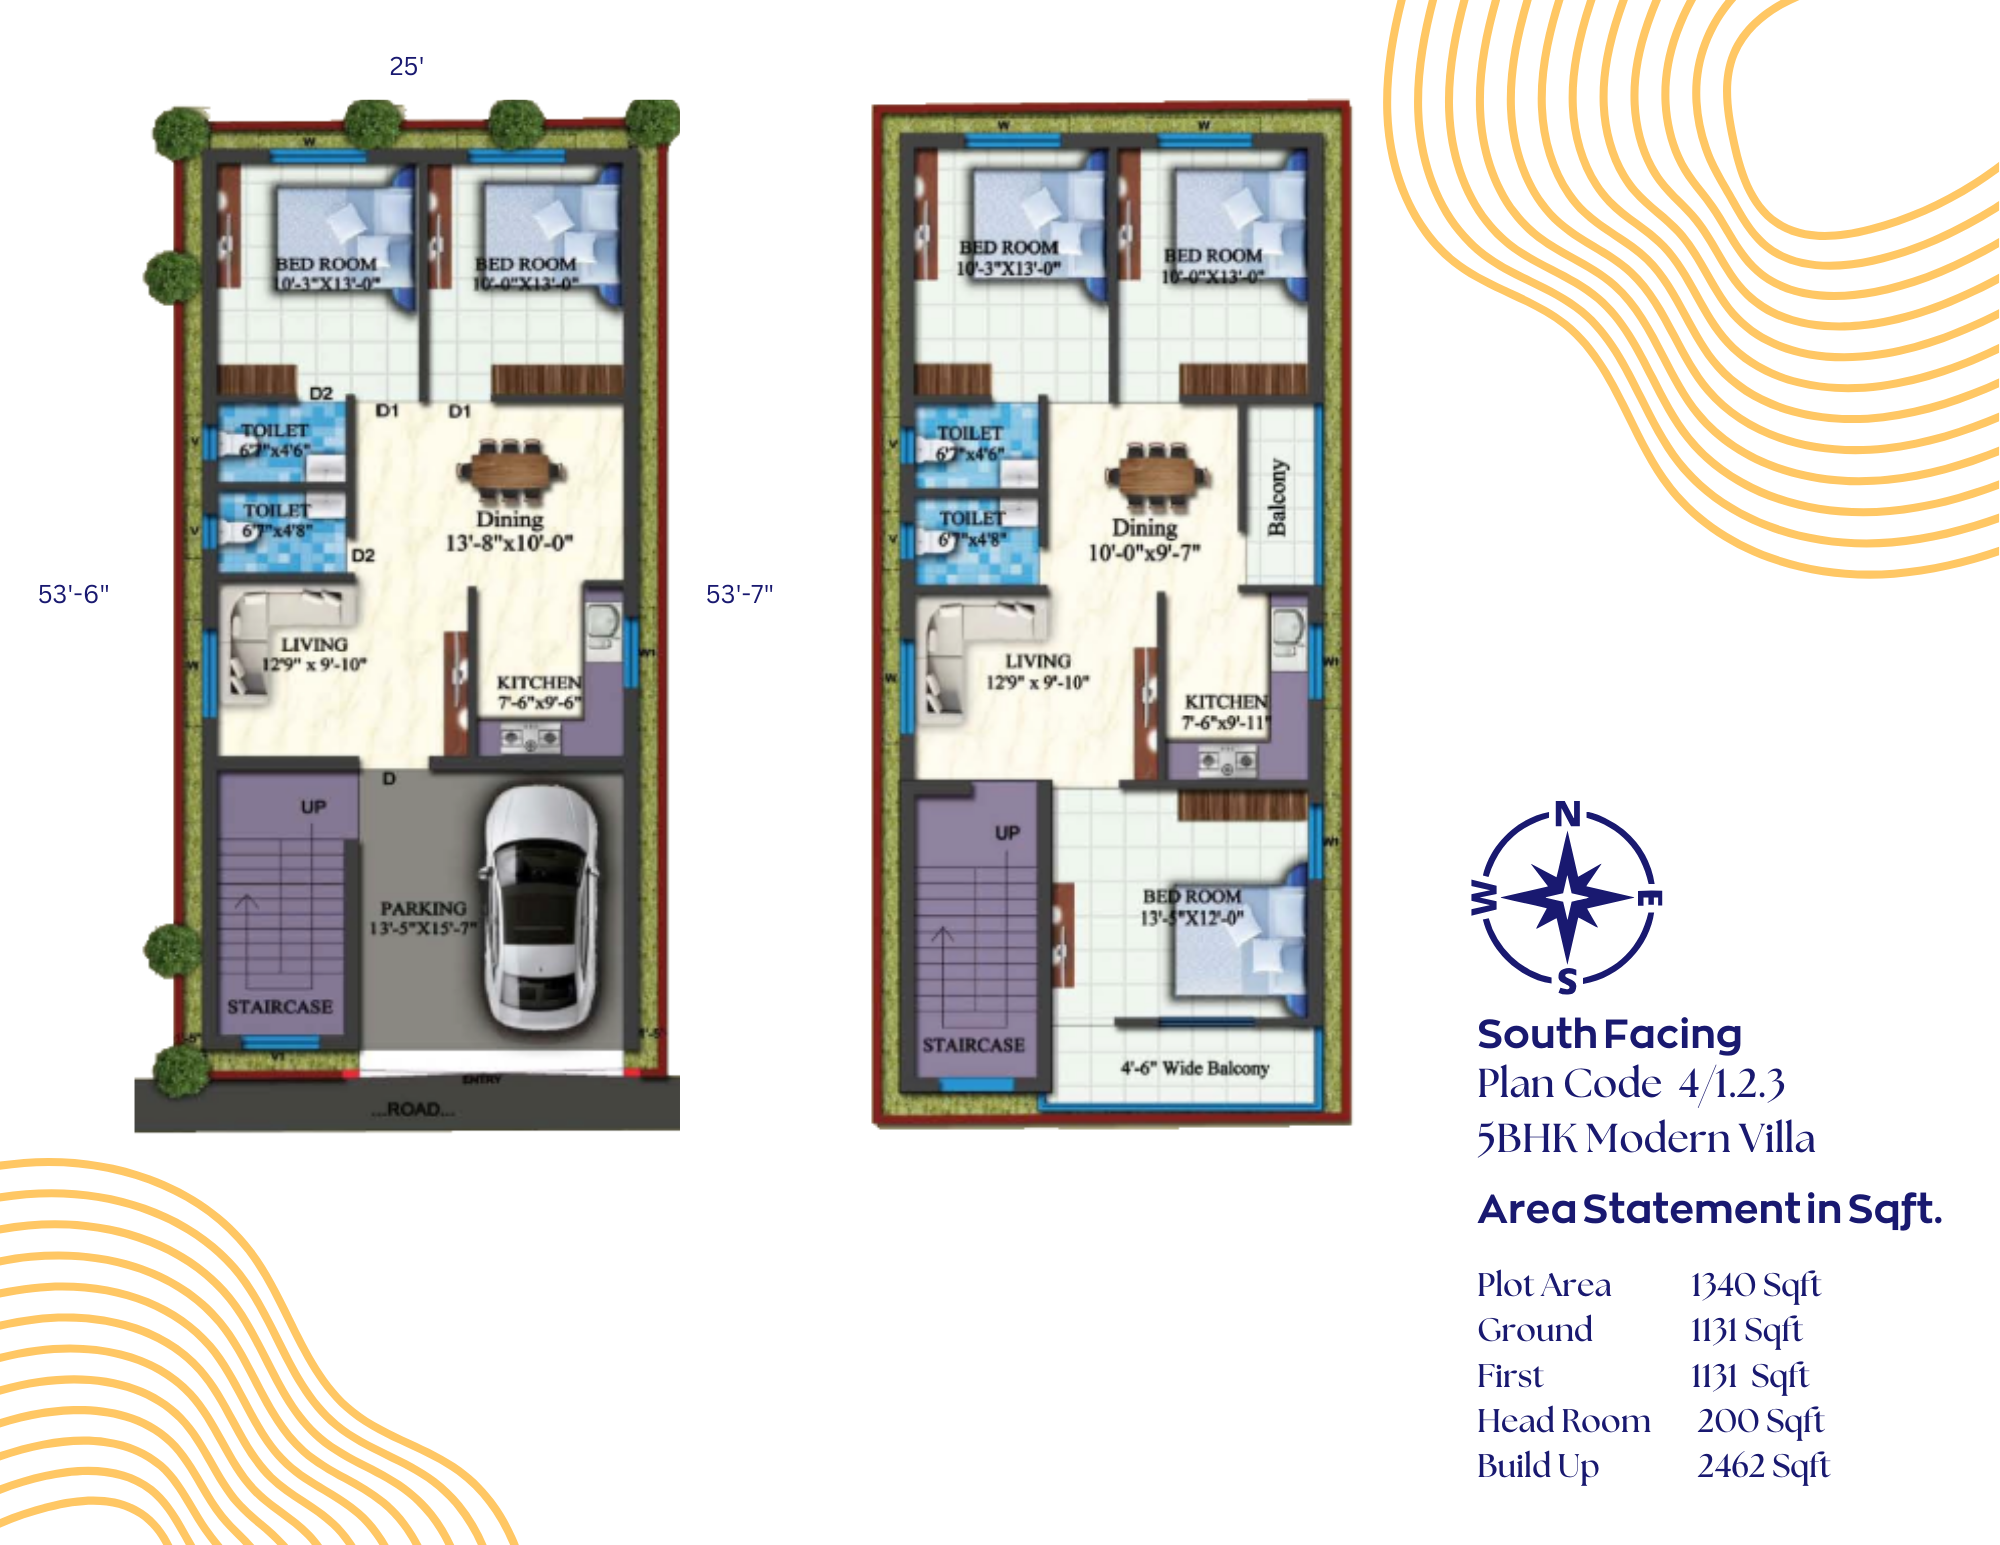 25'
53'-6"
53'-7"
W
BED ROOM
10'-3"X13'-0"
BED ROOM
10'-0"X13'-0"
D2
D1
D1
V
TOILET
6'7"x4'6"
V
TOILET
6'7"x4'8"
D2
Dining
13'-8"x10'-0"
W
LIVING
12'9" x 9'-10"
W1
KITCHEN
7'-6"x9'-6"
D
UP
PARKING
13'-5"X15'-7"
STAIRCASE
V1
ENTRY
...ROAD...
W
W
BED ROOM
10'-3"X13'-0"
BED ROOM
10'-0"X13'-0"
V
TOILET
6'7"x4'6"
V
TOILET
6'7"x4'8"
Dining
10'-0"x9'-7"
Balcony
W
LIVING
12'9" x 9'-10"
W1
KITCHEN
7'-6"x9'-11"
UP
W1
BED ROOM
13'-5"X12'-0"
STAIRCASE
4'-6" Wide Balcony
N
W
E
S
South Facing
Plan Code 4/1.2.3
5BHK Modern Villa
Area Statement in Sqft.
Plot Area 1340 Sqft
Ground 1131 Sqft
First 1131 Sqft
Head Room 200 Sqft
Build Up 2462 Sqft